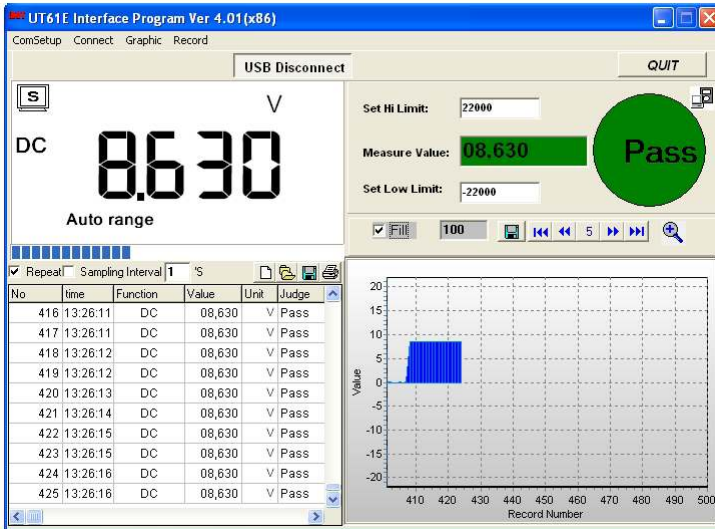 UT61E Interface Program Ver 4.01(x86)
ComSetup Connect Graphic Record
USB Disconnect
QUIT
S
V
DC
8.630
Auto range
Set Hi Limit: 22000
Measure Value: 08.630
Set Low Limit: -22000
Pass
Fill 100 5
Repeat Sampling Interval 1 'S
No time Function Value Unit Judge
416 13:26:11 DC 08,630 V Pass
417 13:26:11 DC 08,630 V Pass
418 13:26:12 DC 08,630 V Pass
419 13:26:12 DC 08,630 V Pass
420 13:26:13 DC 08,630 V Pass
421 13:26:14 DC 08,630 V Pass
422 13:26:15 DC 08,630 V Pass
423 13:26:15 DC 08,630 V Pass
424 13:26:16 DC 08,630 V Pass
425 13:26:16 DC 08,630 V Pass
20
15
10
5
0
-5
-10
-15
-20
Value
410 420 430 440 450 460 470 480 490 500
Record Number